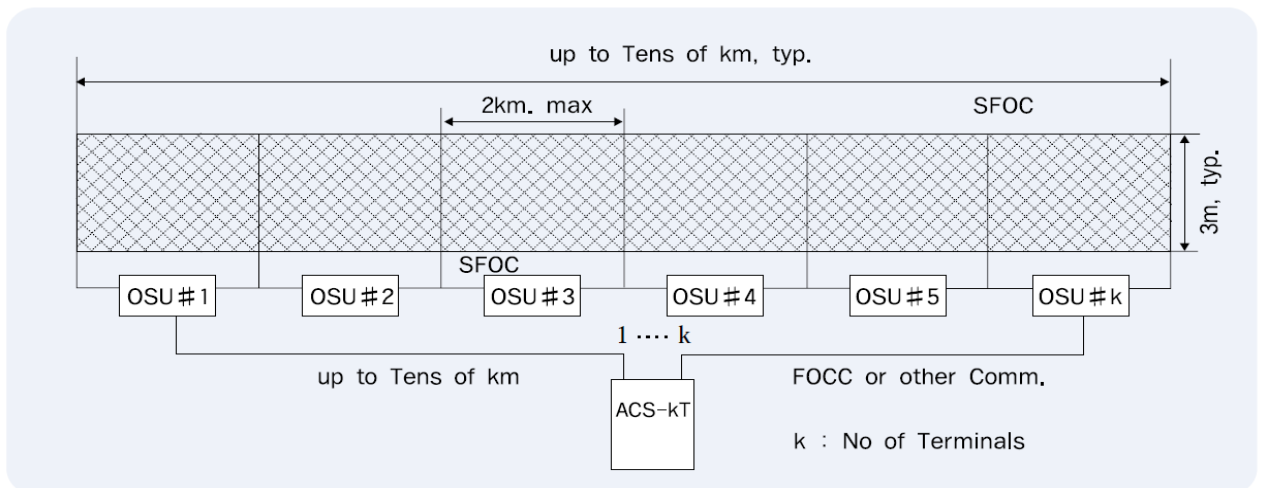 up to Tens of km, typ.
2km. max
SFOC
3m, typ.
SFOC
OSU#1
OSU#2
OSU#3
OSU#4
OSU#5
OSU#k
1 ···· k
up to Tens of km
FOCC or other Comm.
ACS-kT
k : No of Terminals